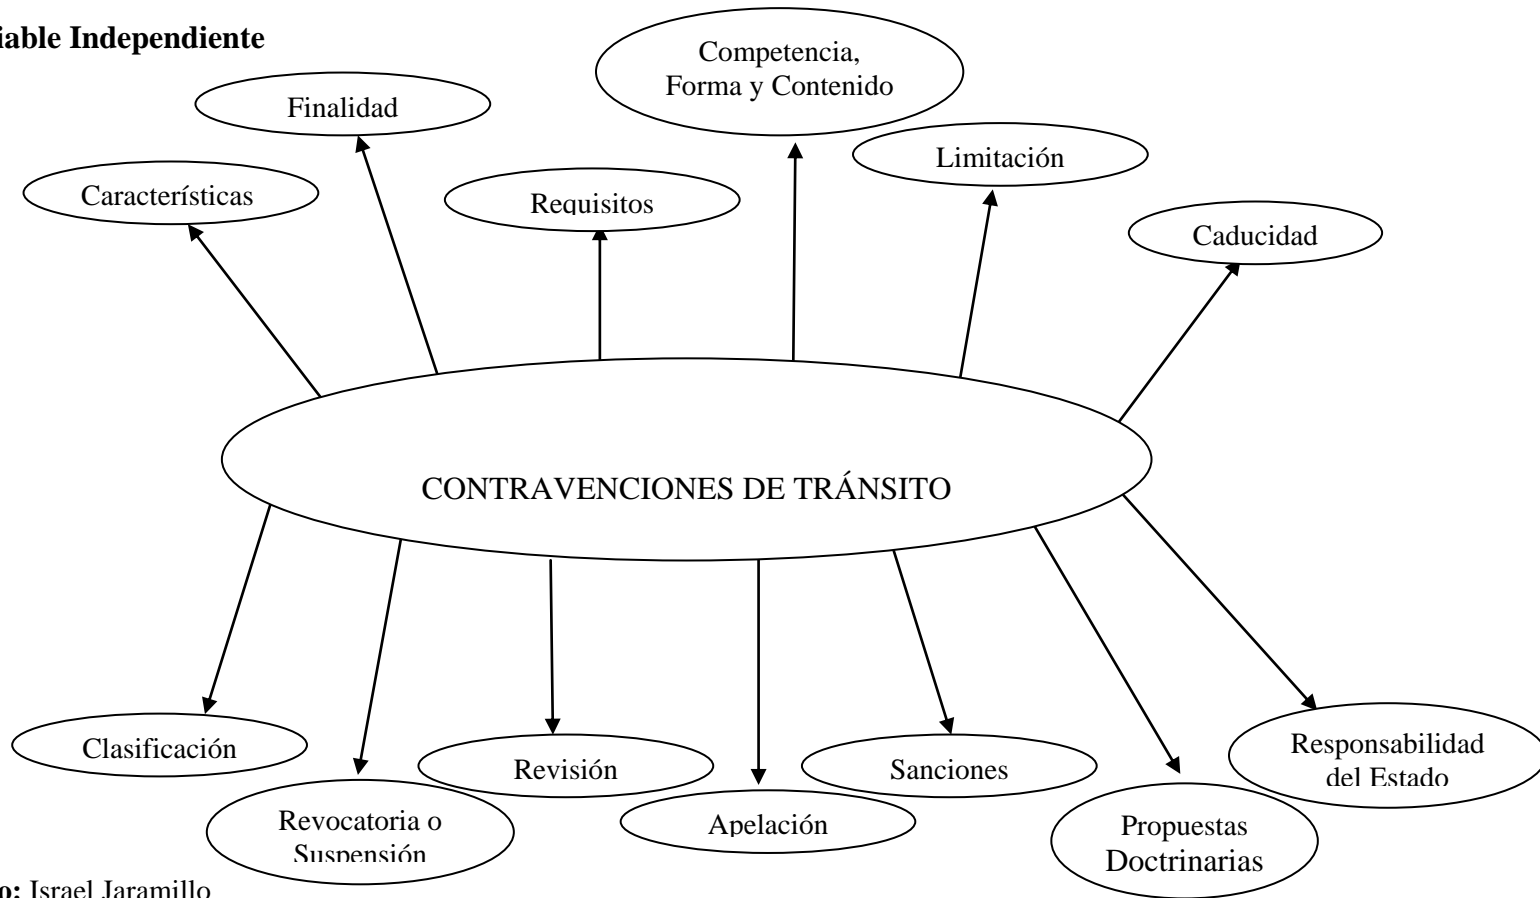 iable Independiente
Competencia,
Forma y Contenido
Finalidad
Limitación
Características
Requisitos
Caducidad
CONTRAVENCIONES DE TRÁNSITO
Clasificación
Revisión
Sanciones
Responsabilidad
del Estado
Revocatoria o
Suspensión
Apelación
Propuestas
Doctrinarias
o: Israel Jaramillo